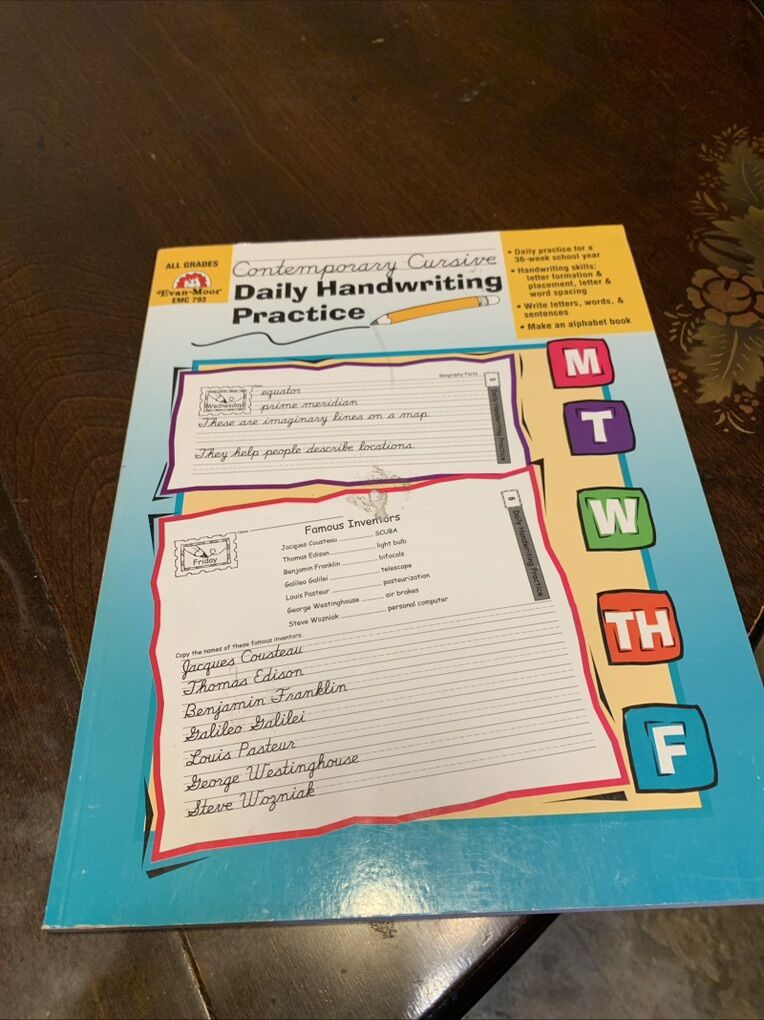 ALL GRADES
Evan-Moor®
EMC 793
Contemporary Cursive
Daily Handwriting
Practice
• Daily practice for a
36-week school year
• Handwriting skills:
letter formation &
placement, letter &
word spacing
• Write letters, words, &
sentences
• Make an alphabet book
M
T
W
TH
F
Geography Facts
5
Daily Handwriting Practice
Wednesday
equator
prime meridian
These are imaginary lines on a map.
They help people describe locations.
6
Daily Handwriting Practice
Name
Friday
Famous Inventors
Jacques Cousteau .................... SCUBA
Thomas Edison .................... light bulb
Benjamin Franklin .................... bifocals
Galileo Galilei .................... telescope
Louis Pasteur .................... pasteurization
George Westinghouse .......... air brakes
Steve Wozniak .................... personal computer
Copy the names of these famous inventors.
Jacques Cousteau
Thomas Edison
Benjamin Franklin
Galileo Galilei
Louis Pasteur
George Westinghouse
Steve Wozniak